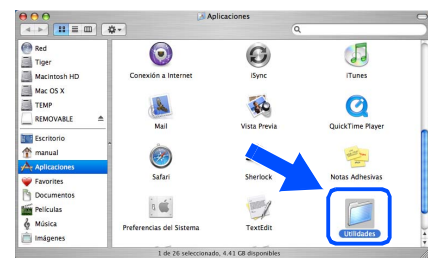 Aplicaciones
Red
Tiger
Macintosh HD
Mac OS X
TEMP
REMOVABLE
Escritorio
manual
Aplicaciones
Favorites
Documentos
Películas
Música
Imágenes
Conexión a Internet
iSync
iTunes
Mail
Vista Previa
QuickTime Player
Safari
Sherlock
Notas Adhesivas
Preferencias del Sistema
TextEdit
Utilidades
1 de 26 seleccionado, 4.41 GB disponibles